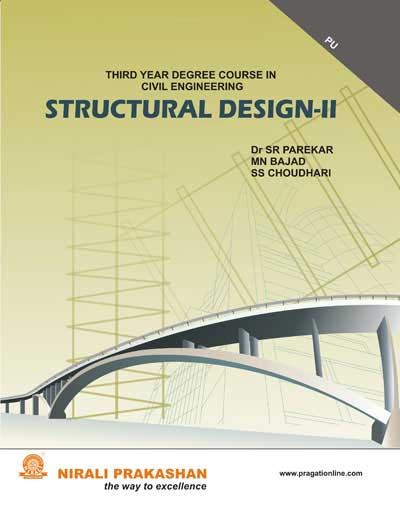 PU
THIRD YEAR DEGREE COURSE IN
CIVIL ENGINEERING
STRUCTURAL DESIGN-II
Dr SR PAREKAR
MN BAJAD
SS CHOUDHARI
NIRALI PRAKASHAN
the way to excellence
www.pragationline.com